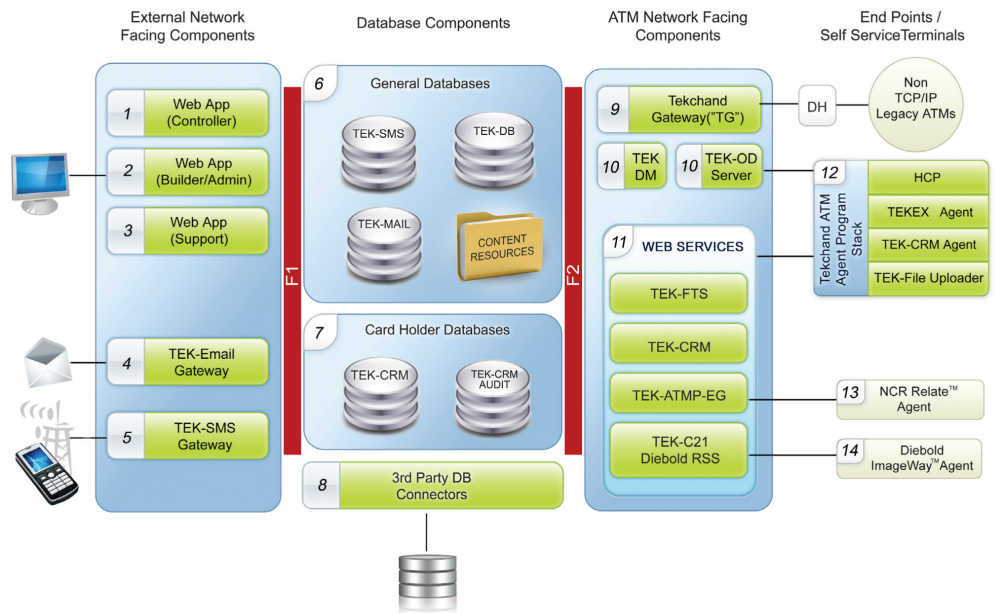 External Network
Facing Components
Database Components
ATM Network Facing
Components
End Points /
Self ServiceTerminals
1
Web App
(Controller)
2
Web App
(Builder/Admin)
3
Web App
(Support)
4
TEK-Email
Gateway
5
TEK-SMS
Gateway
F1
6
General Databases
TEK-SMS
TEK-DB
TEK-MAIL
CONTENT
RESOURCES
7
Card Holder Databases
TEK-CRM
TEK-CRM
AUDIT
8
3rd Party DB
Connectors
F2
9
Tekchand
Gateway("TG")
10
TEK
DM
10
TEK-OD
Server
11
WEB SERVICES
TEK-FTS
TEK-CRM
TEK-ATMP-EG
TEK-C21
Diebold RSS
DH
Non
TCP/IP
Legacy ATMs
12
Tekchand ATM
Agent Program
Stack
HCP
TEKEX Agent
TEK-CRM Agent
TEK-File Uploader
13
NCR Relate™
Agent
14
Diebold
ImageWay™Agent